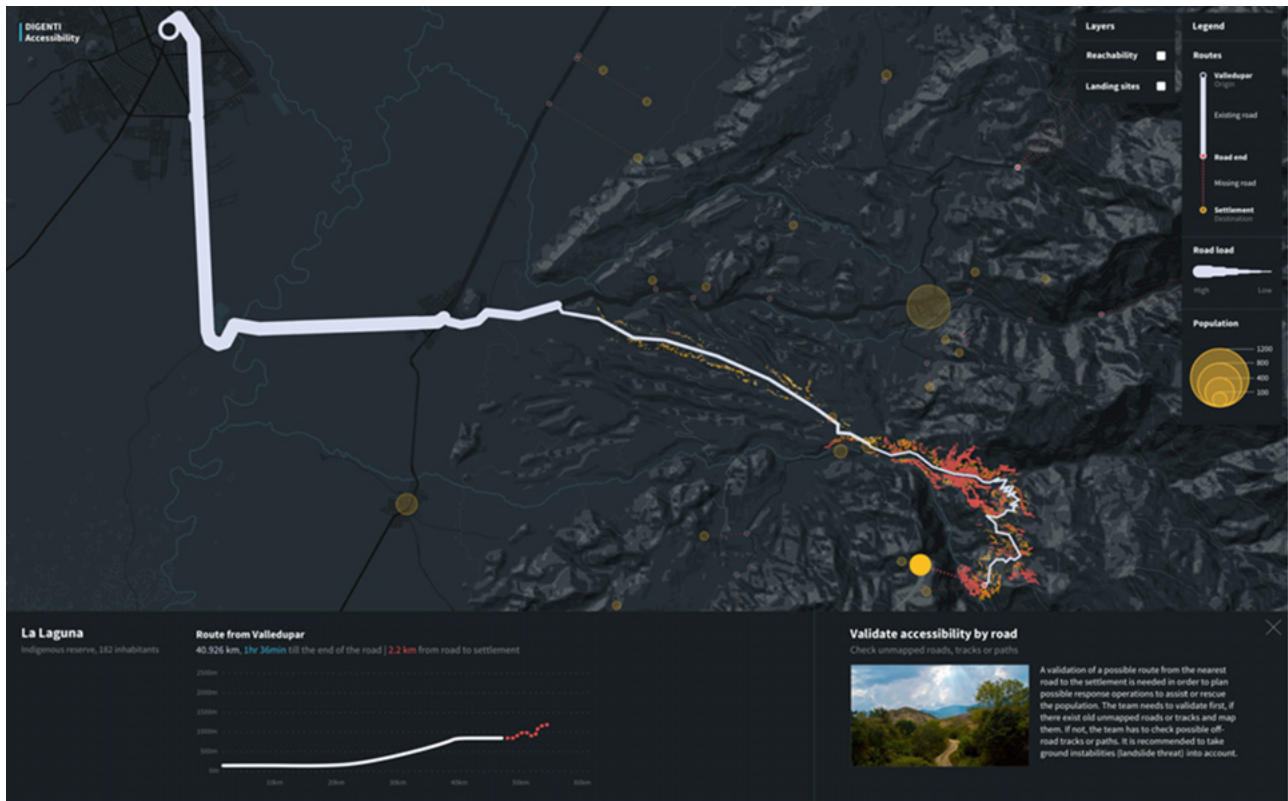 DIGENTI
Accessibility
Layers
Reachability
Landing sites
Legend
Routes
Valledupar
Origin
Existing road
Road end
Missing road
Settlement
Destination
Road load
High
Low
Population
1200
800
400
100
La Laguna
Indigenous reserve, 182 inhabitants
Route from Valledupar
40.926 km, 1hr 36min till the end of the road | 2.2 km from road to settlement
2500m
2000m
1500m
1000m
500m
0m
10km
20km
30km
40km
50km
60km
Validate accessibility by road
Check unmapped roads, tracks or paths
A validation of a possible route from the nearest
road to the settlement is needed in order to plan
possible response operations to assist or rescue
the population. The team needs to validate first, if
there exist old unmapped roads or tracks and map
them. If not, the team has to check possible off-
road tracks or paths. It is recommended to take
ground instabilities (landslide threat) into account.